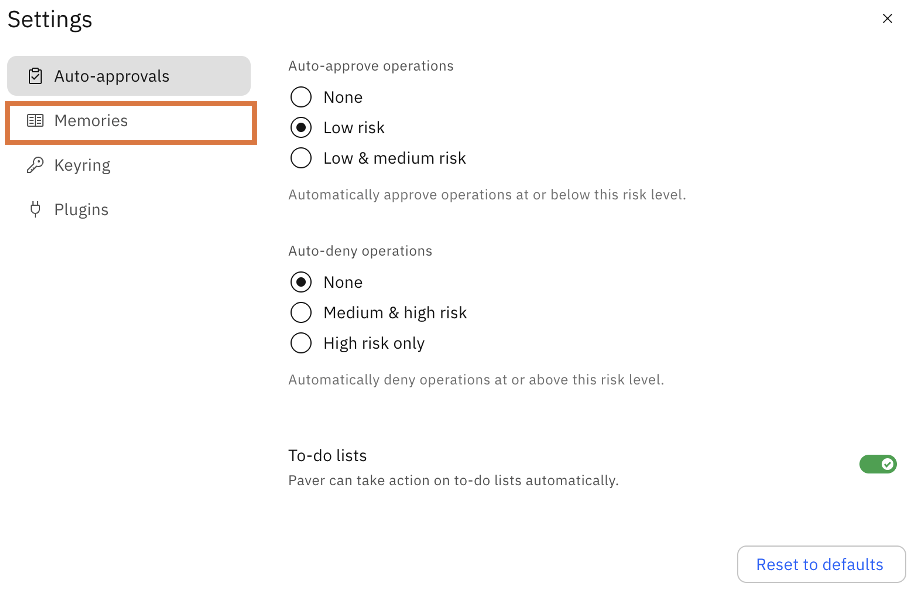 Settings
Auto-approvals
Memories
Keyring
Plugins
Auto-approve operations
None
Low risk
Low & medium risk
Automatically approve operations at or below this risk level.
Auto-deny operations
None
Medium & high risk
High risk only
Automatically deny operations at or above this risk level.
To-do lists
Paver can take action on to-do lists automatically.
Reset to defaults